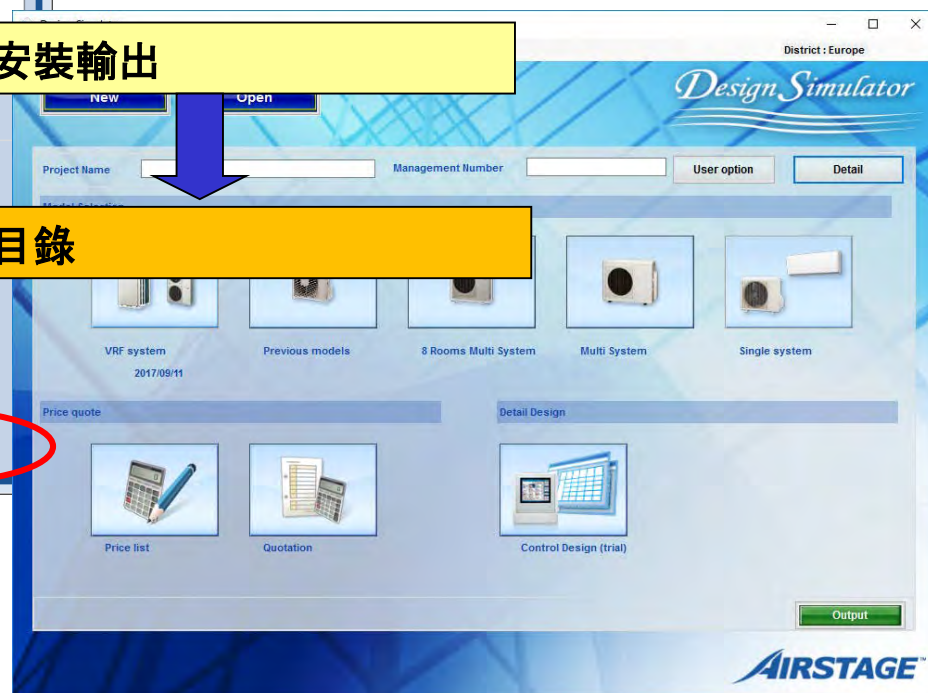 安裝輸出
District : Europe
New
Open
Design Simulator
Project Name
Management Number
User option
Detail
目錄
VRF system
2017/09/11
Previous models
8 Rooms Multi System
Multi System
Single system
Price quote
Detail Design
Price list
Quotation
Control Design (trial)
Output
AIRSTAGE™